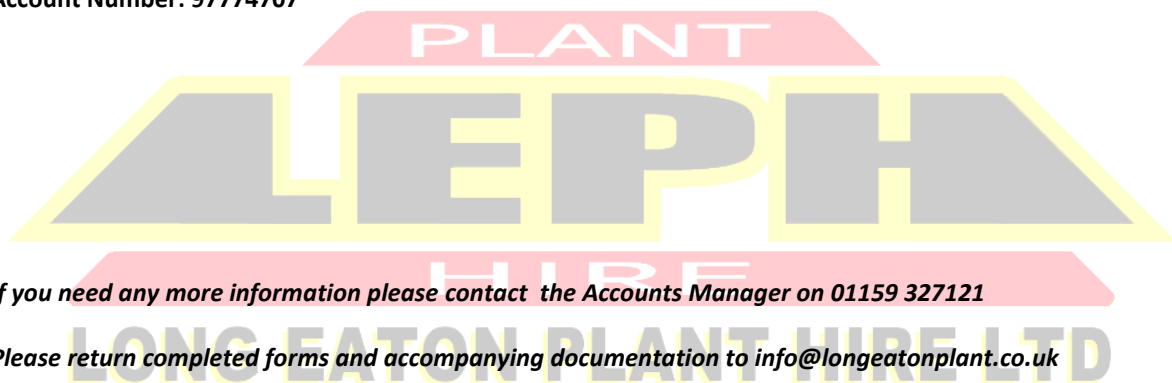 Account Number: 97774767
PLANT
LEPH
HIRE
If you need any more information please contact  the Accounts Manager on 01159 327121
LONG EATON PLANT HIRE LTD
Please return completed forms and accompanying documentation to info@longeatonplant.co.uk